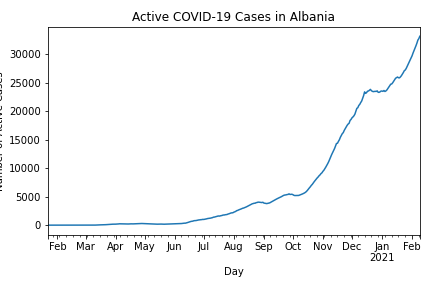 Active COVID-19 Cases in Albania
Number of Active Cases
30000
25000
20000
15000
10000
5000
0
Feb Mar Apr May Jun Jul Aug Sep Oct Nov Dec Jan Feb
2021
Day